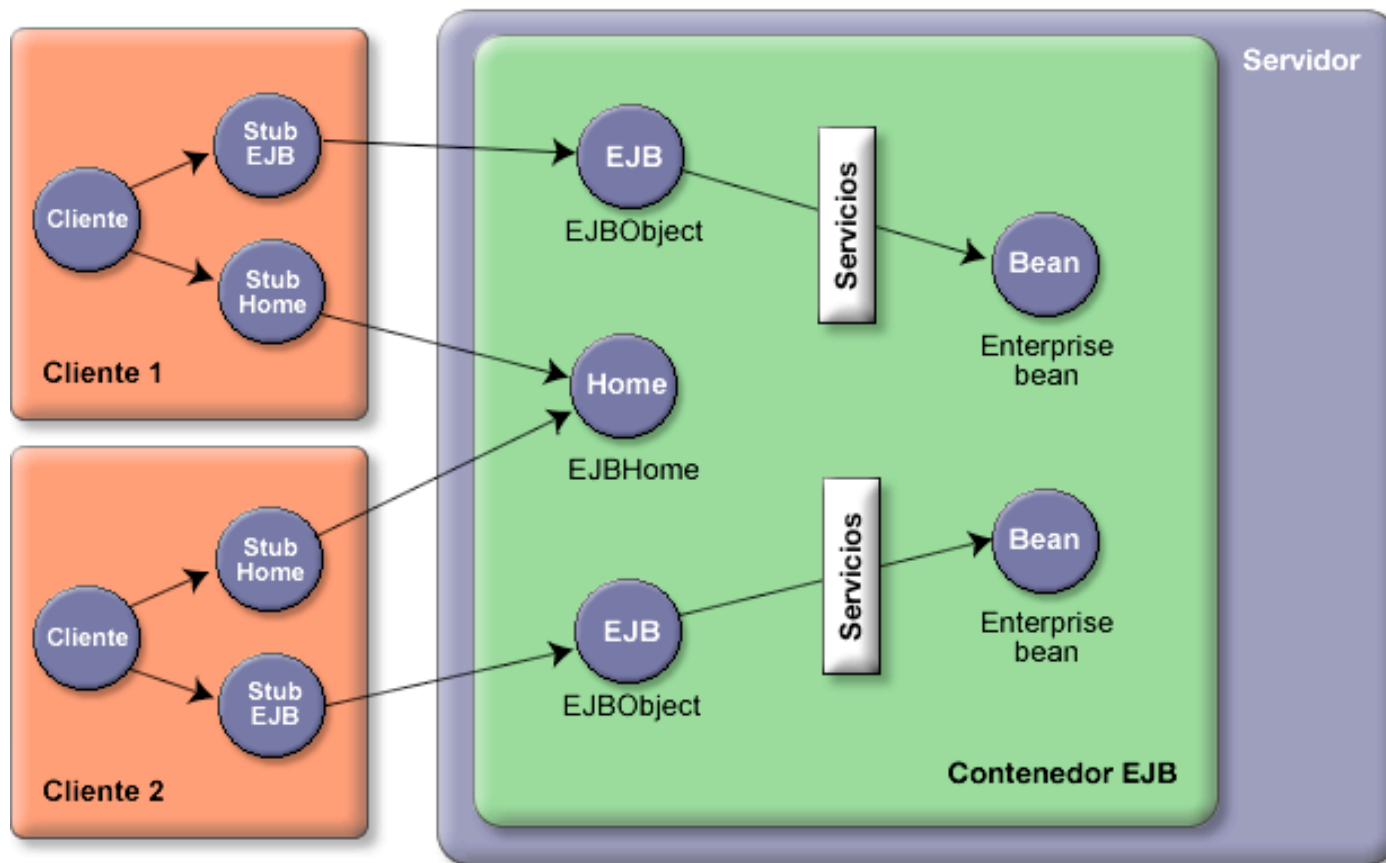 Servidor
Stub
EJB
Cliente
Stub
Home
Cliente 1
EJB
EJBObject
Servicios
Bean
Enterprise
bean
Home
EJBHome
Stub
Home
Cliente
Stub
EJB
Cliente 2
EJB
EJBObject
Servicios
Bean
Enterprise
bean
Contenedor EJB